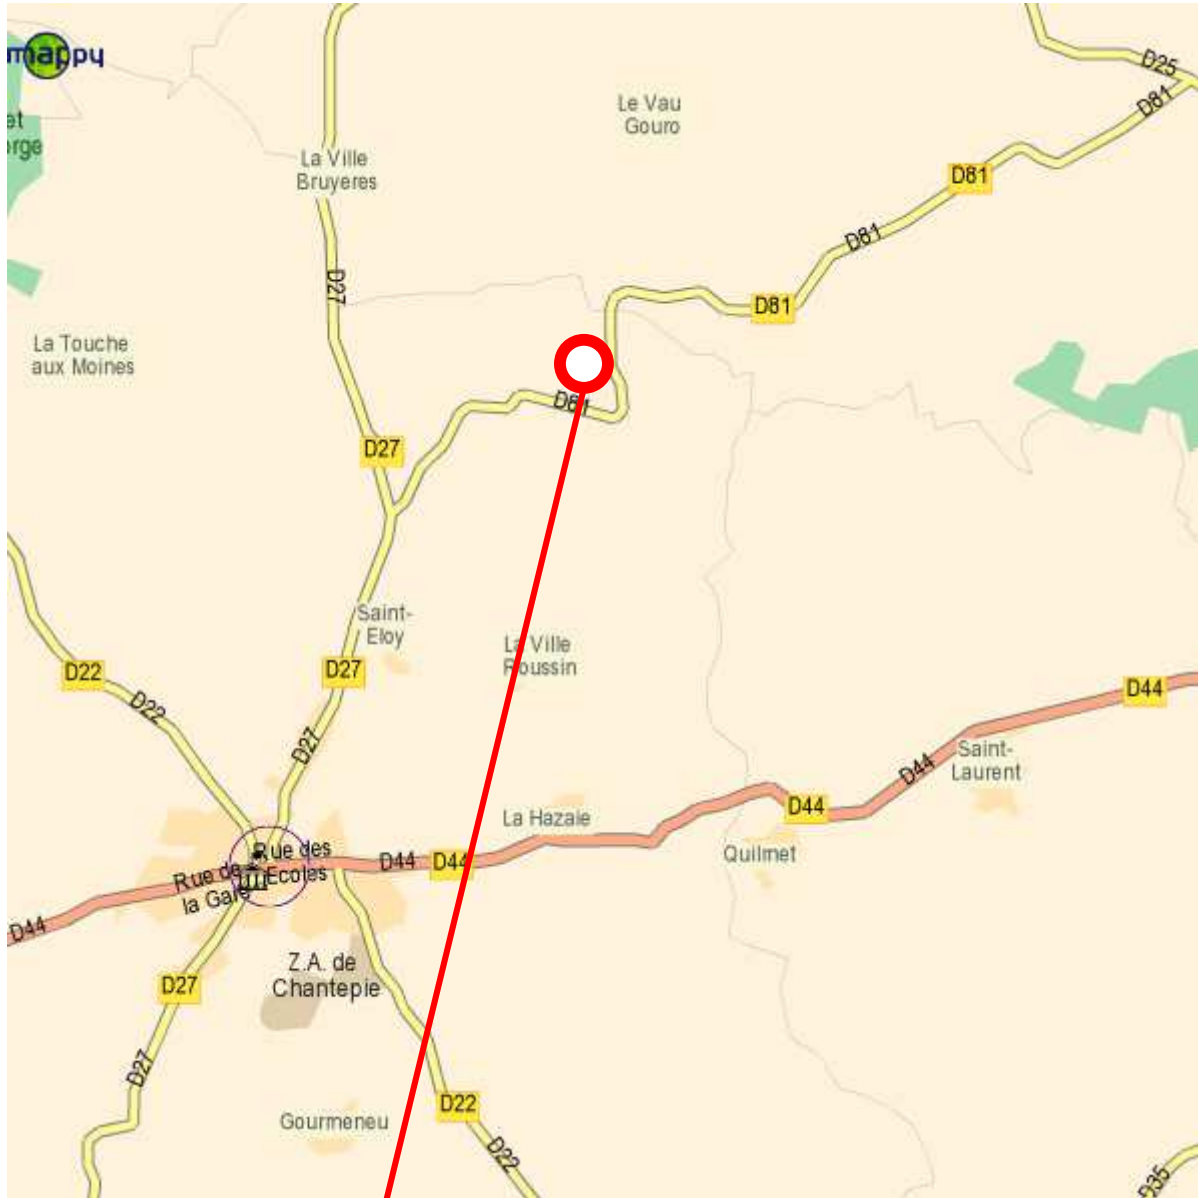 mappy
D25
D81
Le Vau
Gouro
et
orge
La Ville
Bruyeres
D81
D81
D27
D81
La Touche
aux Moines
D81
D27
Saint-
Eloy
La Ville
Roussin
D22
D27
D44
D22
D27
Saint-
Laurent
D44
D44
La Hazaie
Rue des
Ecoles
D44
D44
Quilmet
Rue de
la Gare
D44
Z.A. de
Chantepie
D27
D27
D22
Gourmeneu
D22
D35